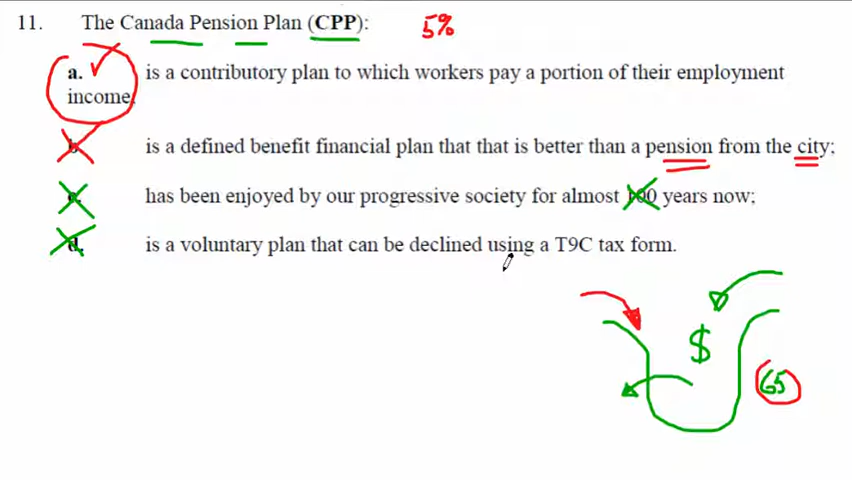 11. The Canada Pension Plan (CPP): 5%
a. is a contributory plan to which workers pay a portion of their employment
income.
b. is a defined benefit financial plan that that is better than a pension from the city;
c. has been enjoyed by our progressive society for almost 100 years now;
d. is a voluntary plan that can be declined using a T9C tax form.
$
65